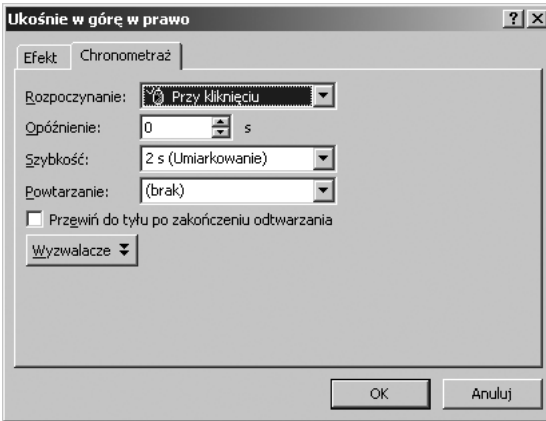 Ukośnie w górę w prawo
Efekt Chronometraż
Rozpoczynanie: Przy kliknięciu
Opóźnienie: 0 s
Szybkość: 2 s (Umiarkowanie)
Powtarzanie: (brak)
Przewiń do tyłu po zakończeniu odtwarzania
Wyzwalacze
OK Anuluj